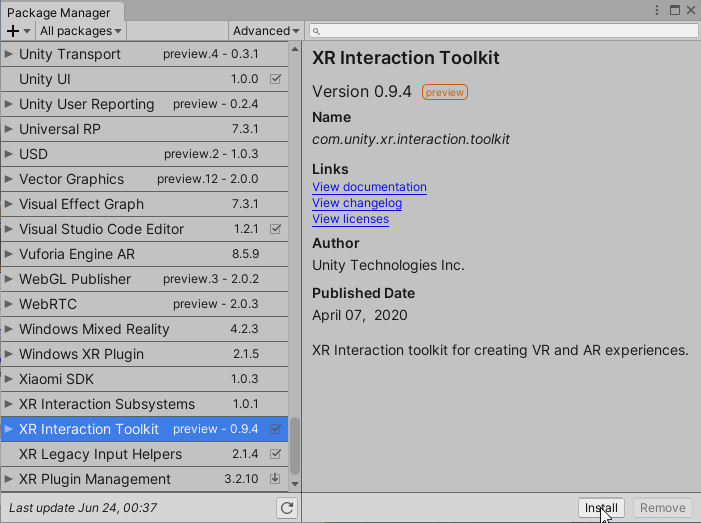 Package Manager
+ All packages Advanced
Unity Transport preview.4 - 0.3.1
Unity UI 1.0.0
Unity User Reporting preview - 0.2.4
Universal RP 7.3.1
USD preview.2 - 1.0.3
Vector Graphics preview.12 - 2.0.0
Visual Effect Graph 7.3.1
Visual Studio Code Editor 1.2.1
Vuforia Engine AR 8.5.9
WebGL Publisher preview.3 - 2.0.2
WebRTC preview - 2.0.3
Windows Mixed Reality 4.2.3
Windows XR Plugin 2.1.5
Xiaomi SDK 1.0.3
XR Interaction Subsystems 1.0.1
XR Interaction Toolkit preview - 0.9.4
XR Legacy Input Helpers 2.1.4
XR Plugin Management 3.2.10
Last update Jun 24, 00:37
XR Interaction Toolkit
Version 0.9.4 preview
Name
com.unity.xr.interaction.toolkit
Links
View documentation
View changelog
View licenses
Author
Unity Technologies Inc.
Published Date
April 07, 2020
XR Interaction toolkit for creating VR and AR experiences.
Install Remove